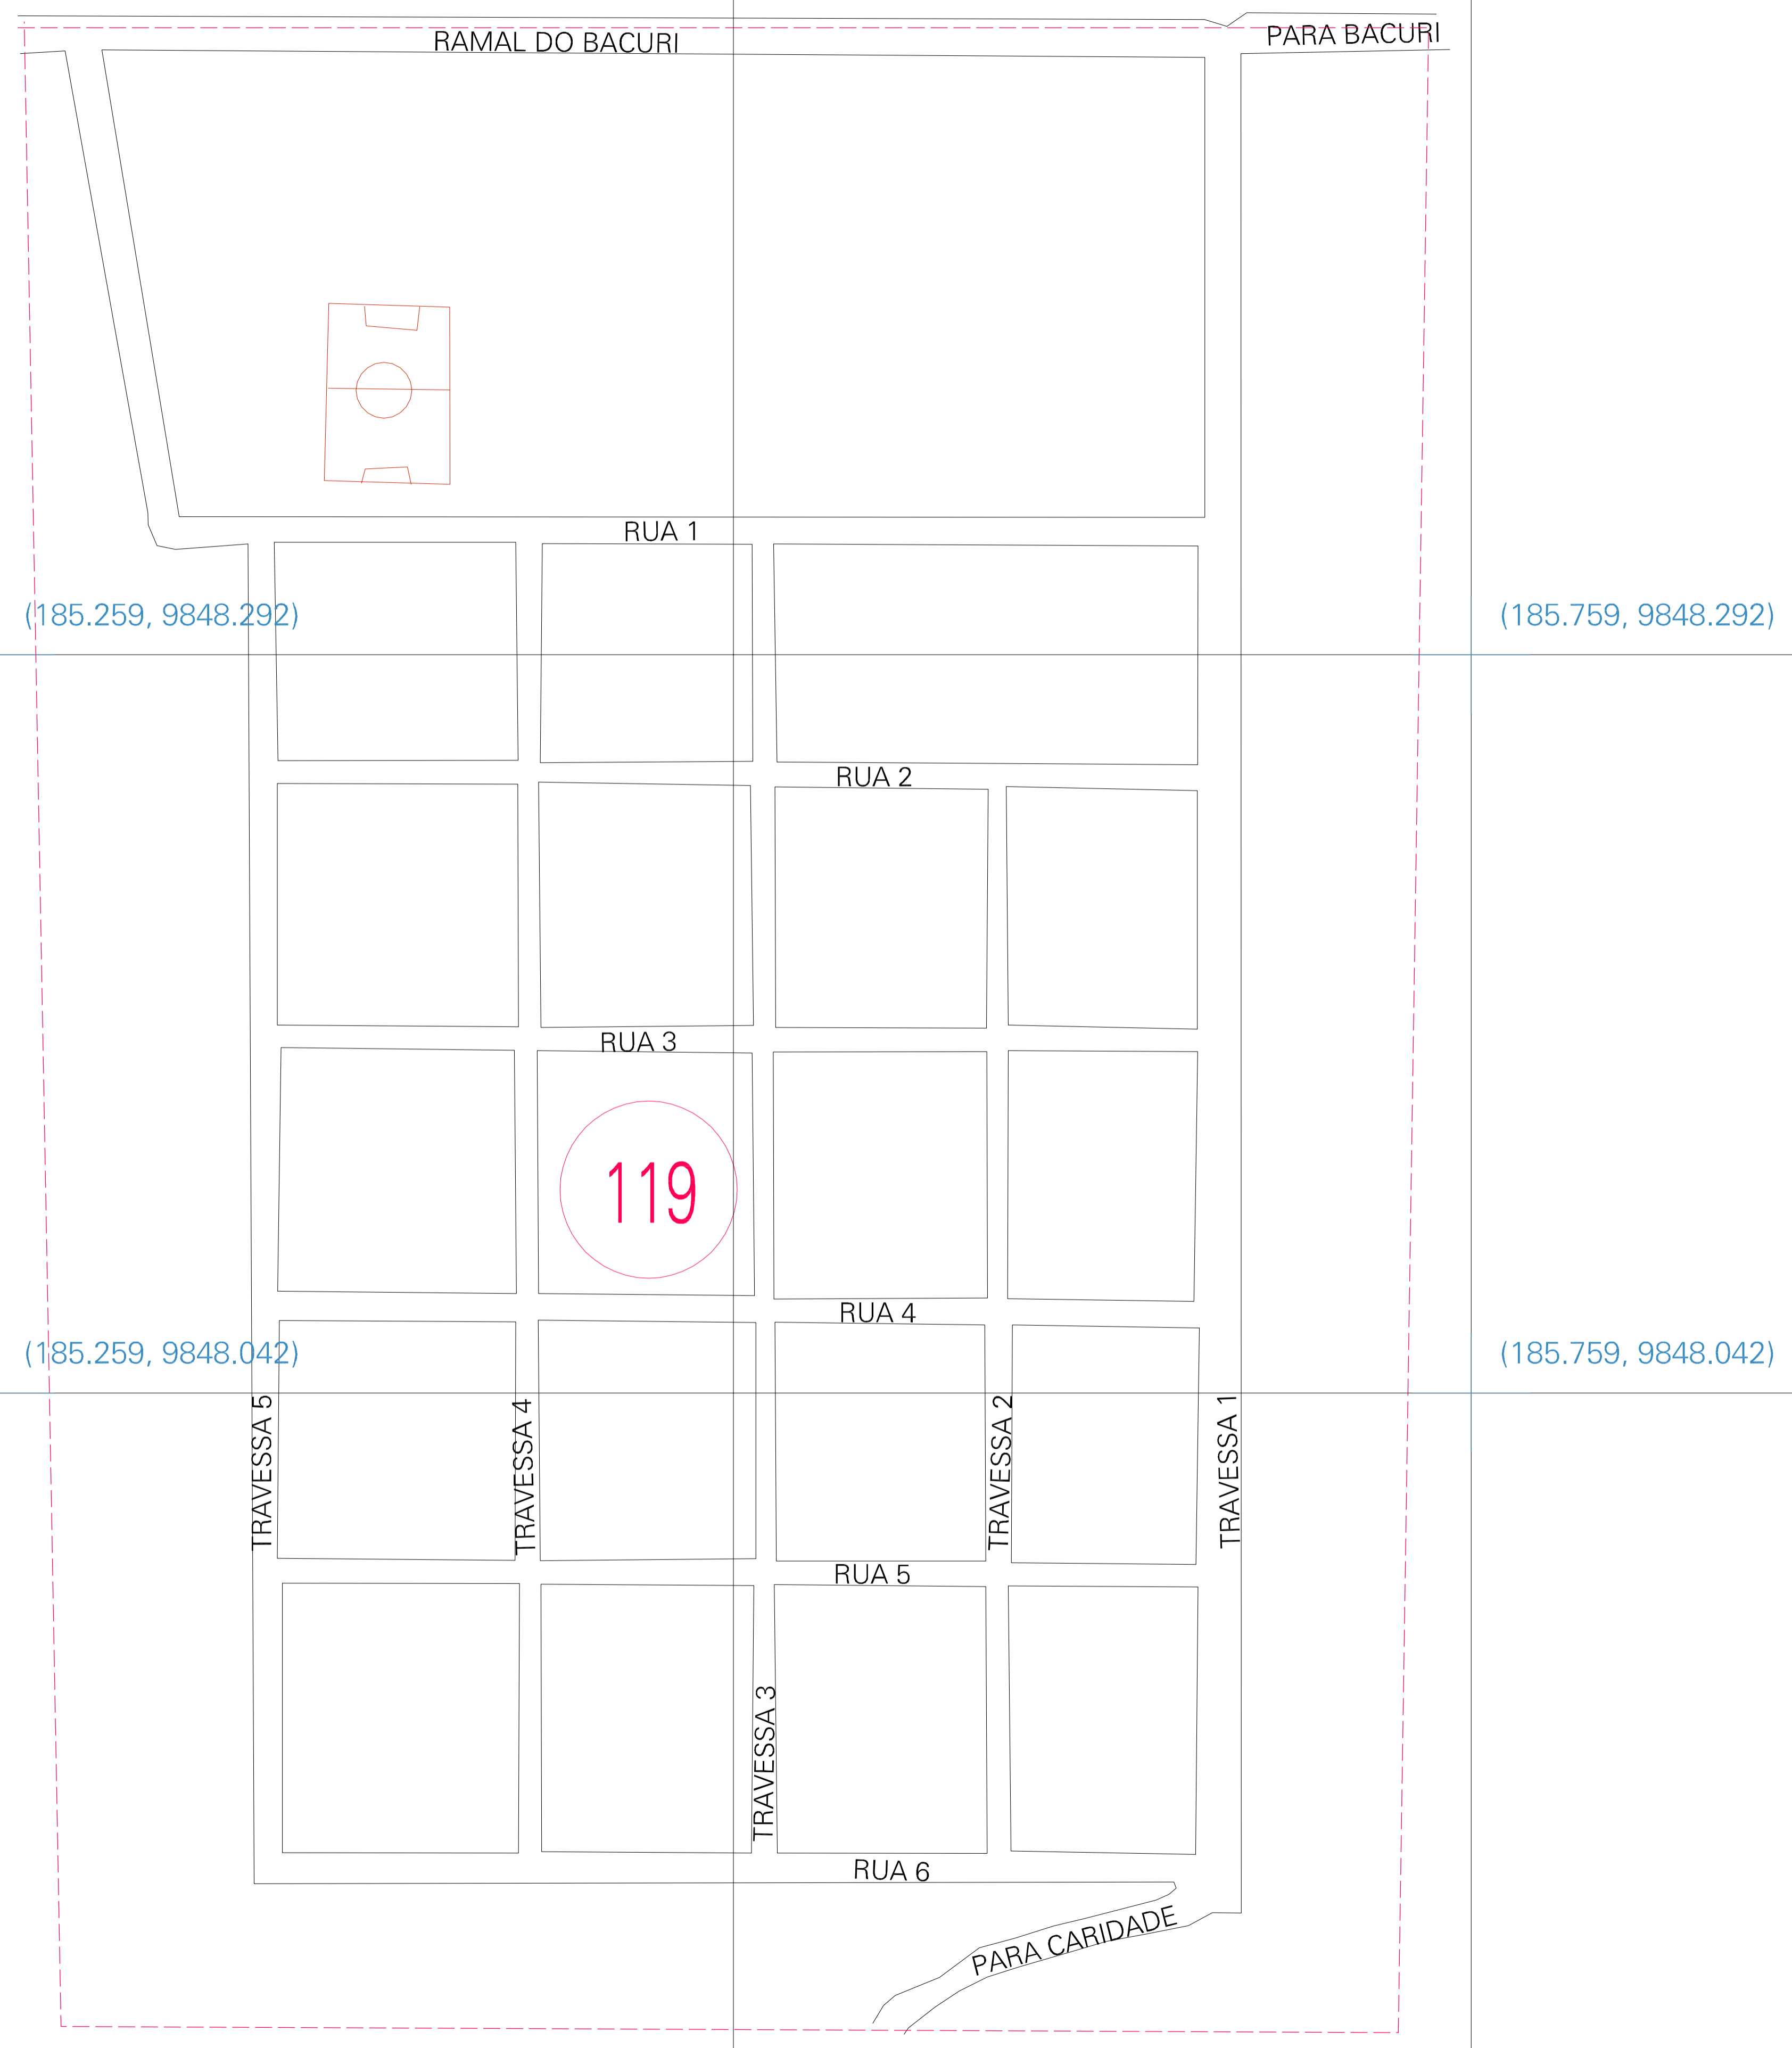 RAMAL DO BACURI
PARA BACURI
RUA 1
(185.259, 9848.292)
(185.759, 9848.292)
RUA 2
RUA 3
119
RUA 4
(185.259, 9848.042)
(185.759, 9848.042)
TRAVESSA 5
TRAVESSA 4
TRAVESSA 2
TRAVESSA 1
RUA 5
TRAVESSA 3
RUA 6
PARA CARIDADE